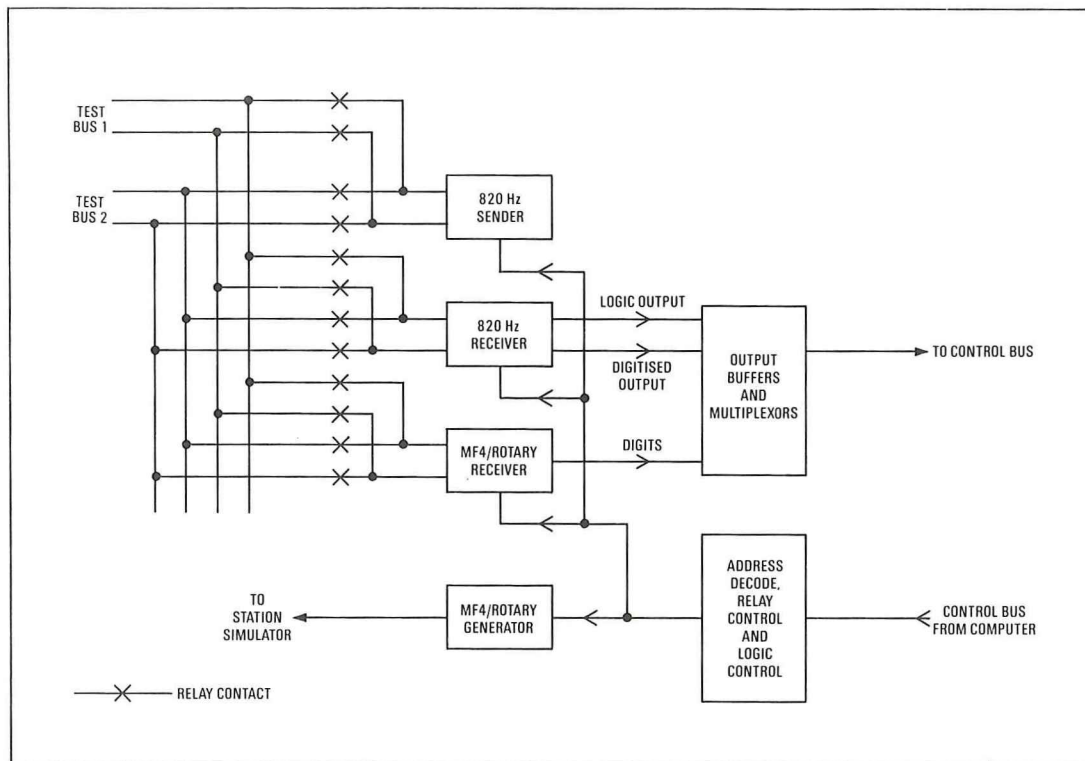 TEST
BUS 1
TEST
BUS 2
820 Hz
SENDER
820 Hz
RECEIVER
LOGIC OUTPUT
DIGITISED
OUTPUT
OUTPUT
BUFFERS
AND
MULTIPLEXORS
TO CONTROL BUS
MF4/ROTARY
RECEIVER
DIGITS
TO
STATION
SIMULATOR
MF4/ROTARY
GENERATOR
ADDRESS
DECODE,
RELAY
CONTROL
AND
LOGIC
CONTROL
CONTROL BUS
FROM COMPUTER
RELAY CONTACT